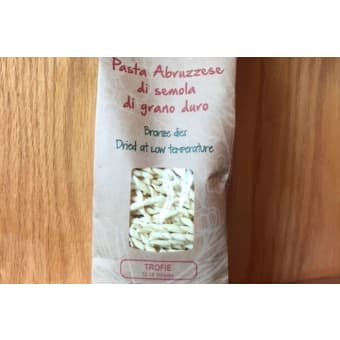 Pasta Abruzzese
di semola
di grano duro
Bronze dies
Dried at low temperature
TROFIE